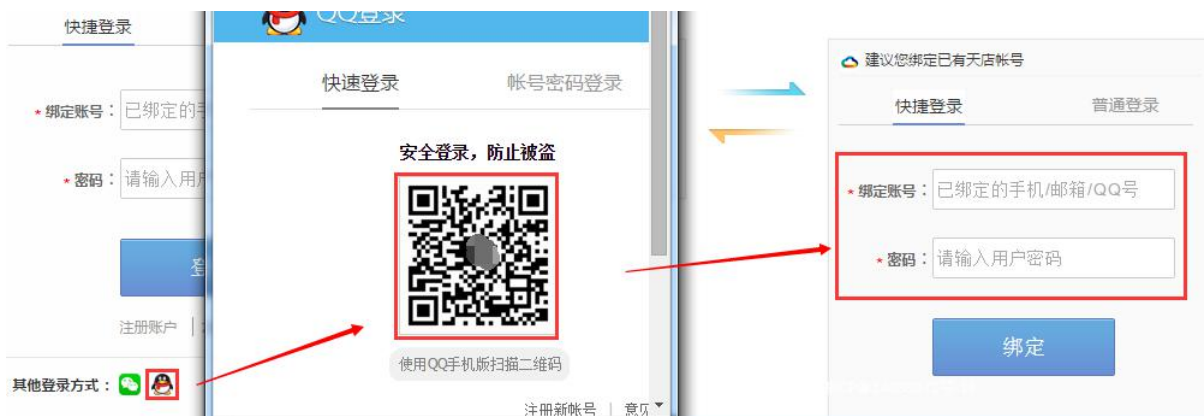 快捷登录
绑定账号：
已绑定的手
密码：
请输入用户
注册账户
其他登录方式：
QQ登录
快速登录
帐号密码登录
安全登录，防止被盗
使用QQ手机版扫描二维码
注册新帐号 | 意见
建议您绑定已有天店帐号
快捷登录
普通登录
绑定账号：
已绑定的手机/邮箱/QQ号
密码：
请输入用户密码
绑定